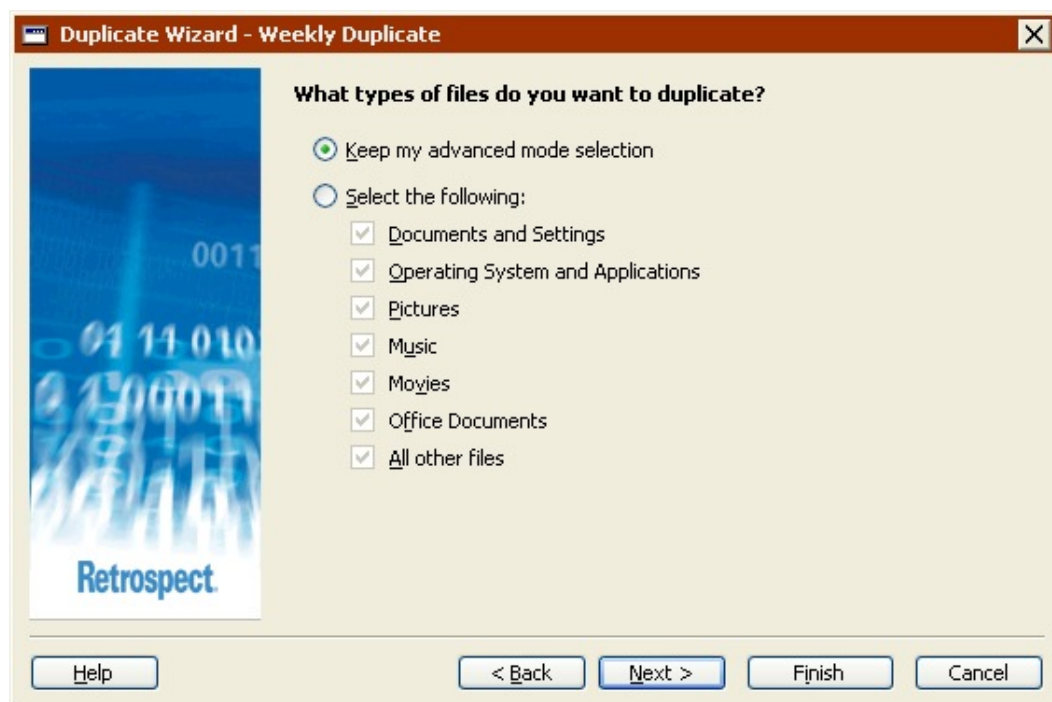 Duplicate Wizard - Weekly Duplicate
What types of files do you want to duplicate?
Keep my advanced mode selection
Select the following:
Documents and Settings
Operating System and Applications
Pictures
Music
Movies
Office Documents
All other files
0011
01 11 010
Retrospect.
Help
< Back
Next >
Finish
Cancel